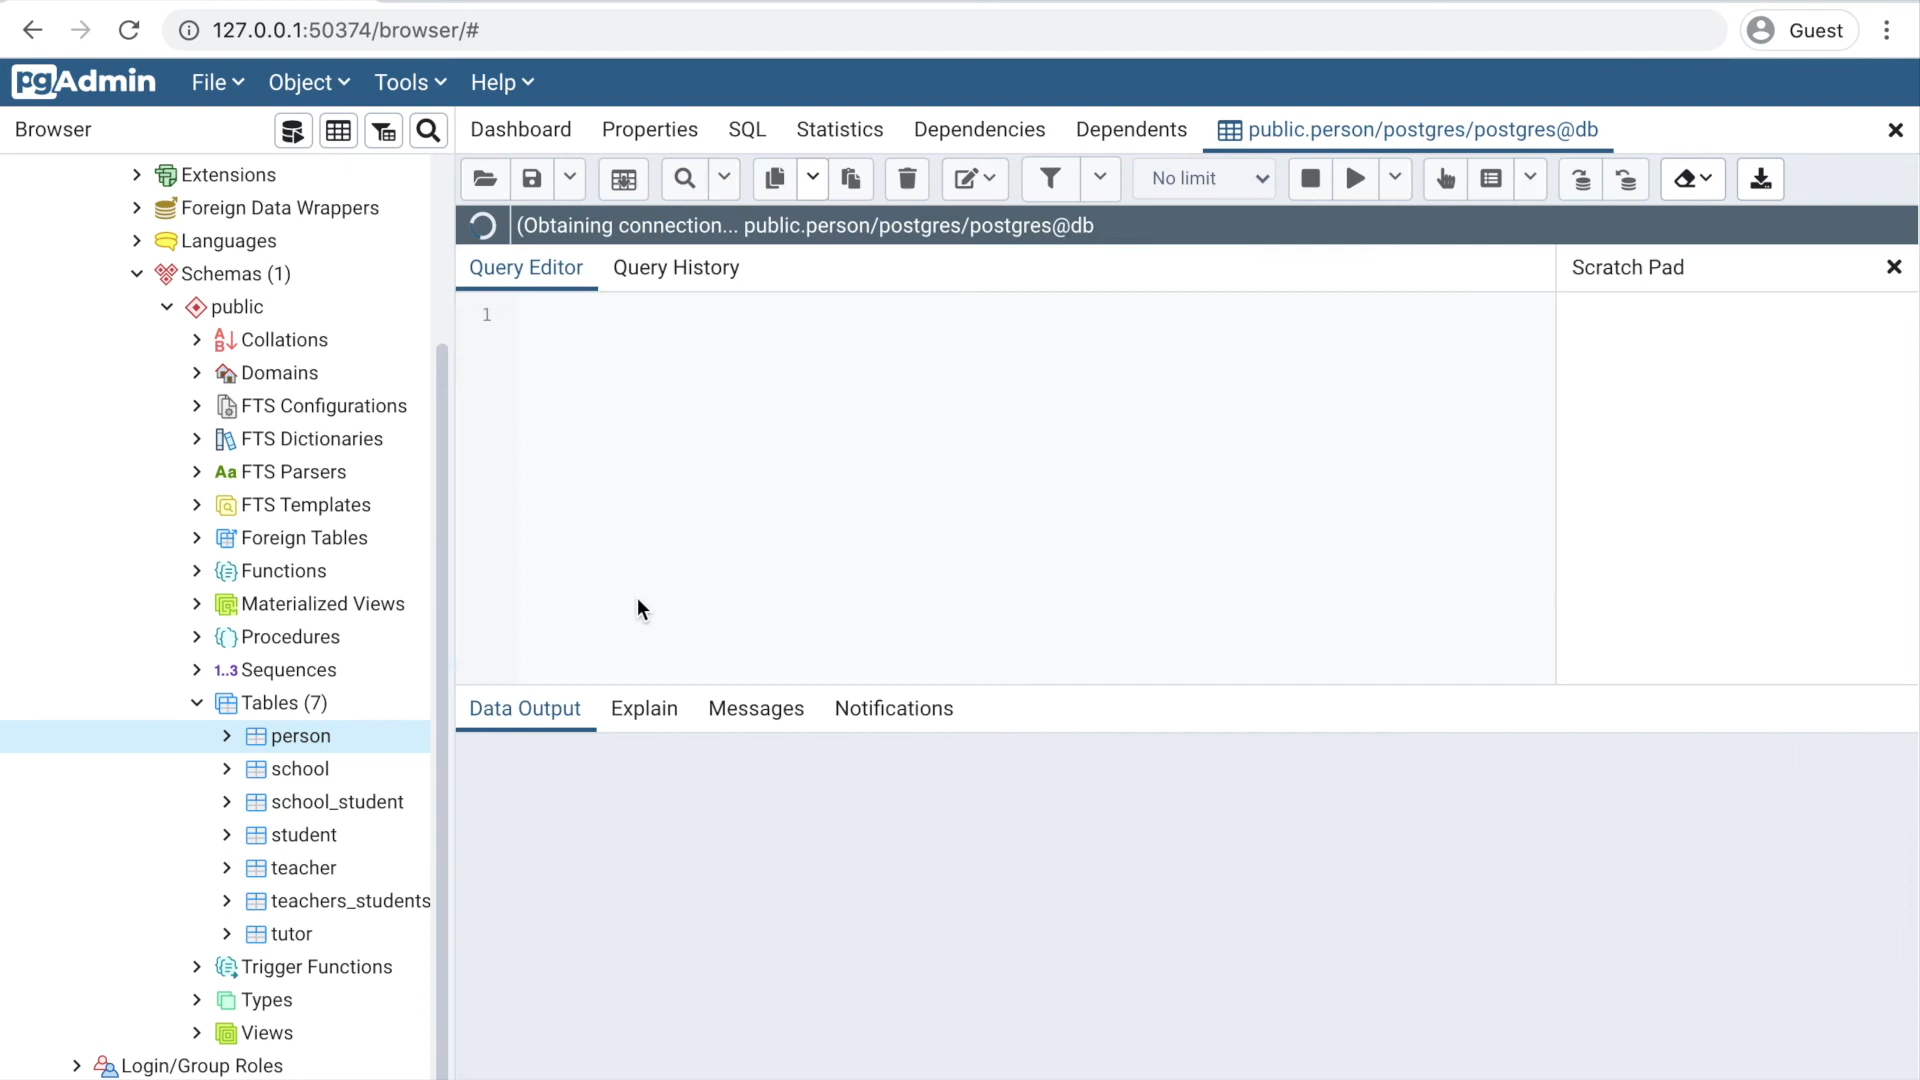 127.0.0.1:50374/browser/#
Guest
pgAdmin
File
Object
Tools
Help
Browser
Dashboard
Properties
SQL
Statistics
Dependencies
Dependents
public.person/postgres/postgres@db
No limit
(Obtaining connection... public.person/postgres/postgres@db
Query Editor
Query History
Scratch Pad
1
Extensions
Foreign Data Wrappers
Languages
Schemas (1)
public
Collations
Domains
FTS Configurations
FTS Dictionaries
Aa FTS Parsers
FTS Templates
Foreign Tables
Functions
Materialized Views
Procedures
1..3 Sequences
Tables (7)
person
school
school_student
student
teacher
teachers_students
tutor
Trigger Functions
Types
Views
Login/Group Roles
Data Output
Explain
Messages
Notifications